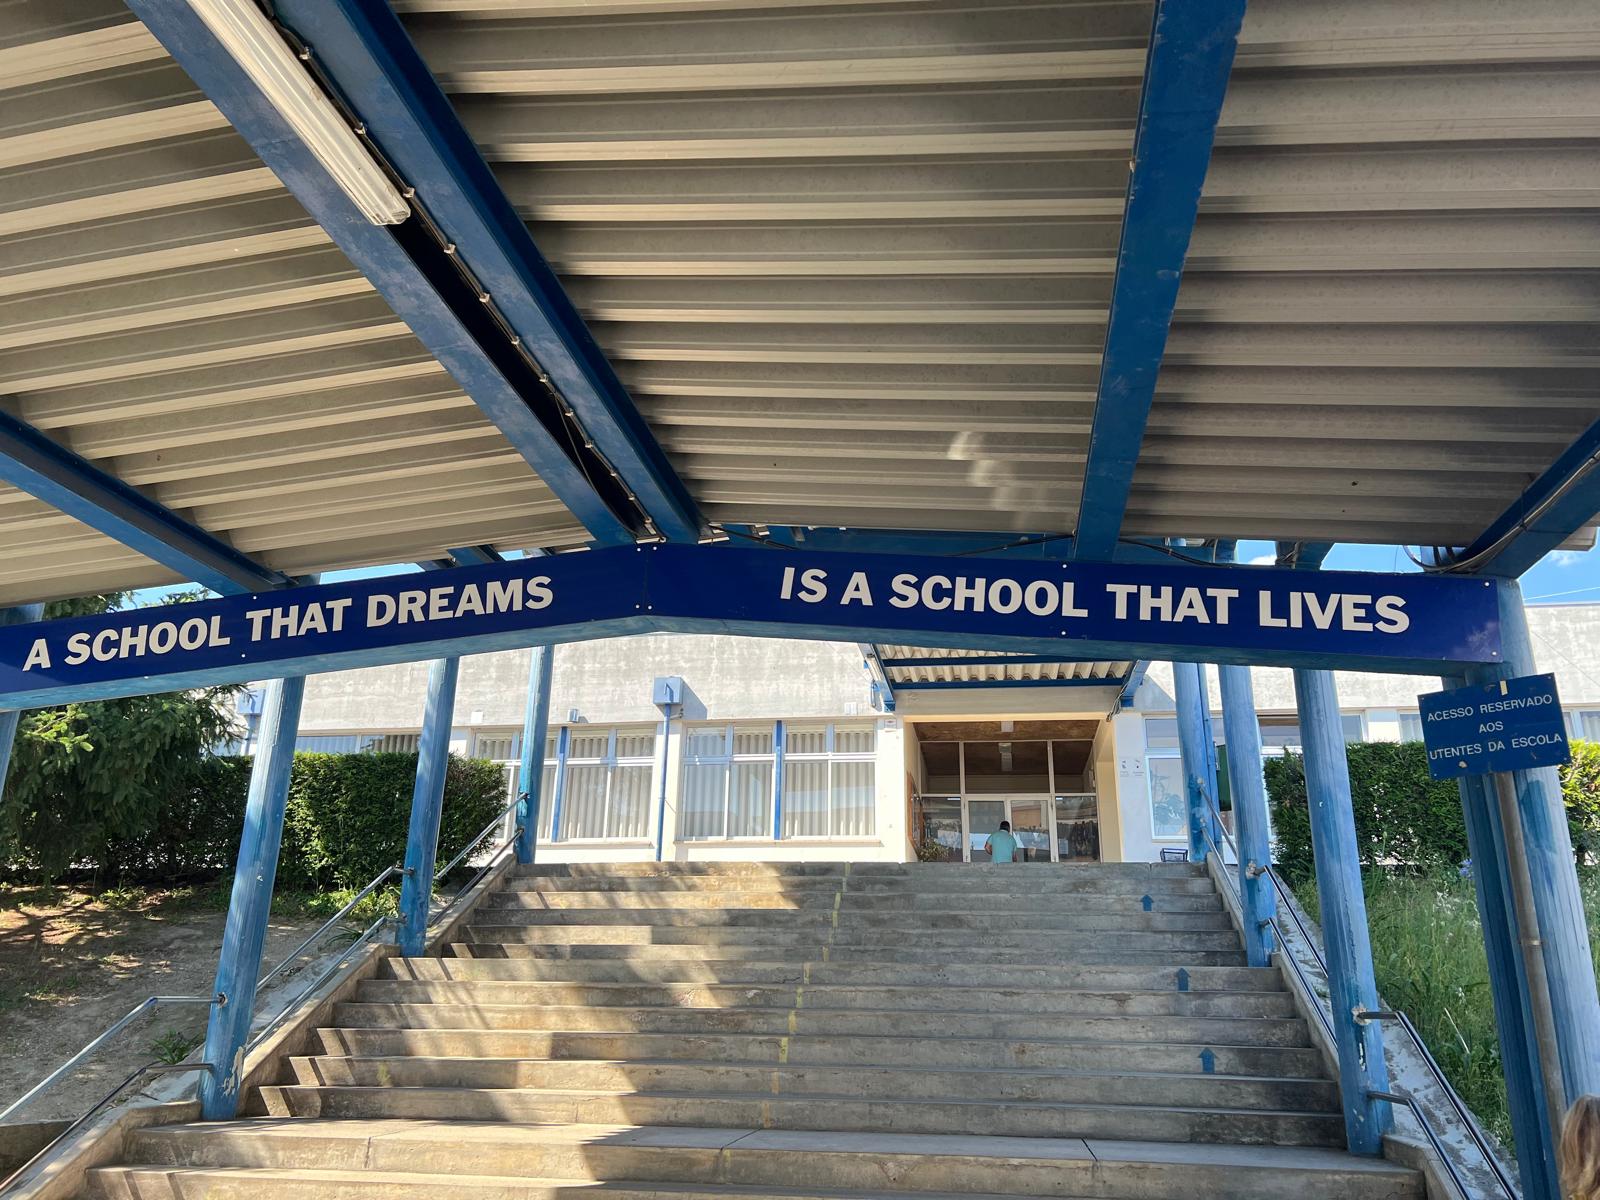 A SCHOOL THAT DREAMS IS A SCHOOL THAT LIVES
ACESSO RESERVADO
AOS
UTENTES DA ESCOLA